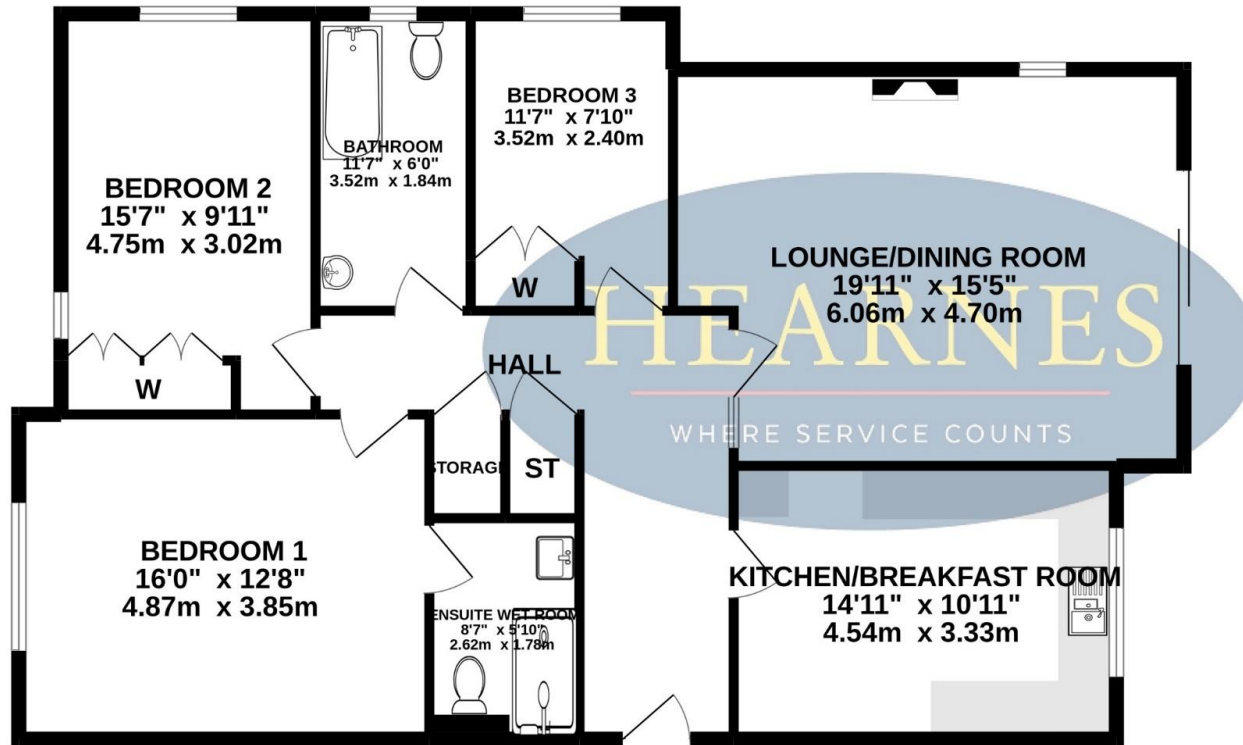 BEDROOM 2
15'7" x 9'11"
4.75m x 3.02m
W
BATHROOM
11'7" x 6'0"
3.52m x 1.84m
BEDROOM 3
11'7" x 7'10"
3.52m x 2.40m
W
LOUNGE/DINING ROOM
19'11" x 15'5"
6.06m x 4.70m
HEARNES
WHERE SERVICE COUNTS
HALL
STORAGE
ST
BEDROOM 1
16'0" x 12'8"
4.87m x 3.85m
ENSUITE WET ROOM
8'7" x 5'10"
2.62m x 1.78m
KITCHEN/BREAKFAST ROOM
14'11" x 10'11"
4.54m x 3.33m